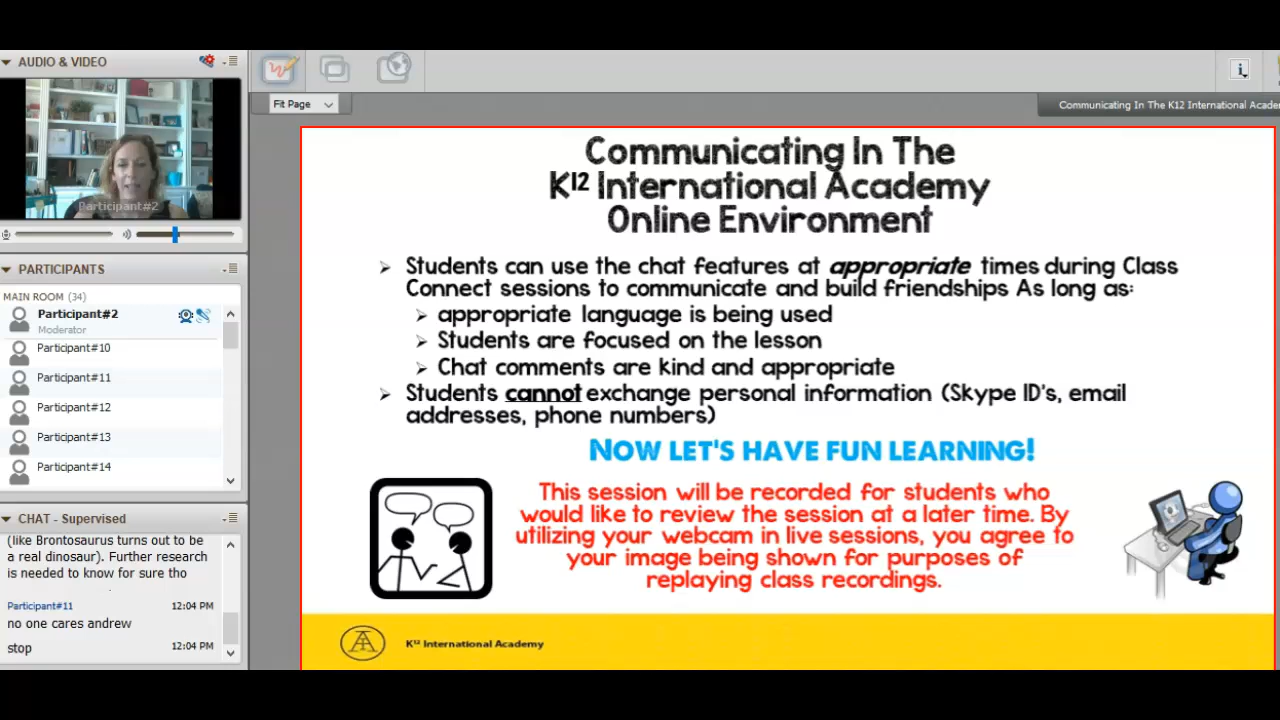 AUDIO & VIDEO
Participant#2
PARTICIPANTS
MAIN ROOM (34)
Participant#2
Moderator
Participant#10
Participant#11
Participant#12
Participant#13
Participant#14
CHAT - Supervised
(like Brontosaurus turns out to be
a real dinosaur). Further research
is needed to know for sure tho
Participant#11 12:04 PM
no one cares andrew
stop 12:04 PM
Fit Page
Communicating In The K12 International Acade
Communicating In The
K12 International Academy
Online Environment
Students can use the chat features at appropriate times during Class
Connect sessions to communicate and build friendships As long as:
appropriate language is being used
Students are focused on the lesson
Chat comments are kind and appropriate
Students cannot exchange personal information (Skype ID's, email
addresses, phone numbers)
NOW LET'S HAVE FUN LEARNING!
This session will be recorded for students who
would like to review the session at a later time. By
utilizing your webcam in live sessions, you agree to
your image being shown for purposes of
replaying class recordings.
K12 International Academy